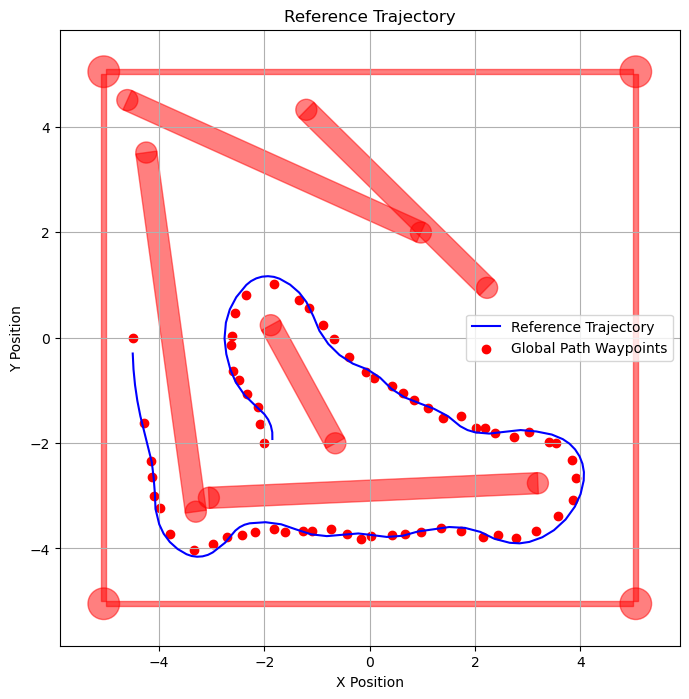 Reference Trajectory
Y Position
4
2
0
−2
−4
Reference Trajectory
Global Path Waypoints
−4
−2
0
2
4
X Position